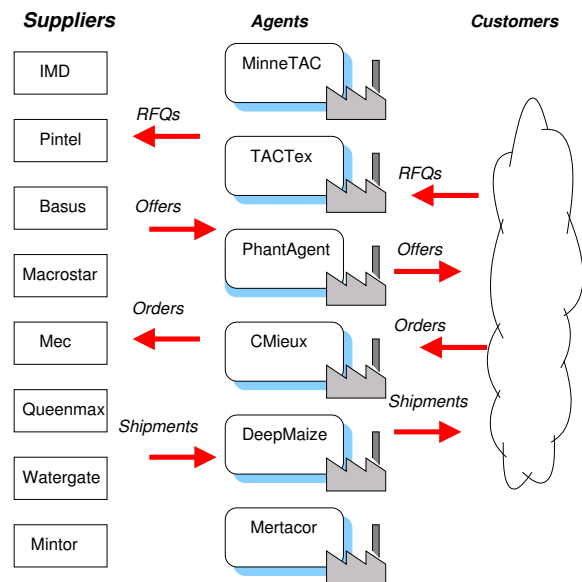 Suppliers
Agents
Customers
IMD
Pintel
Basus
Macrostar
Mec
Queenmax
Watergate
Mintor
RFQs
Offers
Orders
Shipments
MinneTAC
TACTex
PhantAgent
CMieux
DeepMaize
Mertacor
RFQs
Offers
Orders
Shipments